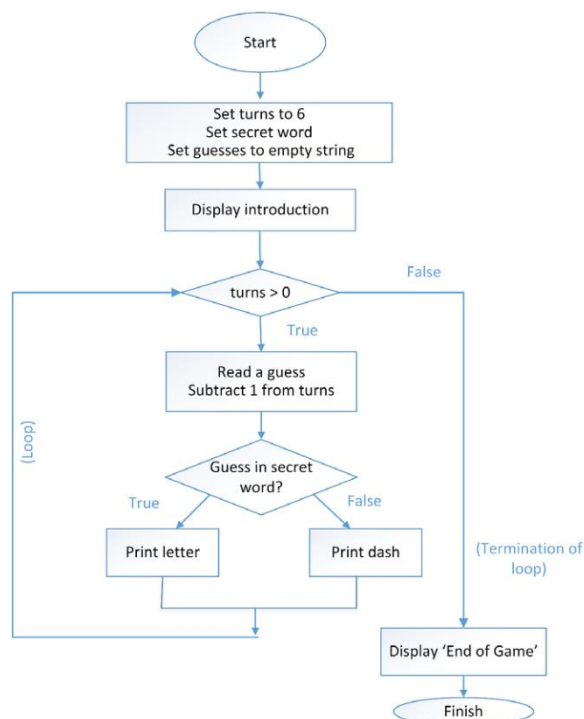 Start
Set turns to 6
Set secret word
Set guesses to empty string
Display introduction
turns > 0
False
True
Read a guess
Subtract 1 from turns
(Loop)
Guess in secret
word?
True
False
Print letter
Print dash
(Termination of
loop)
Display ‘End of Game’
Finish